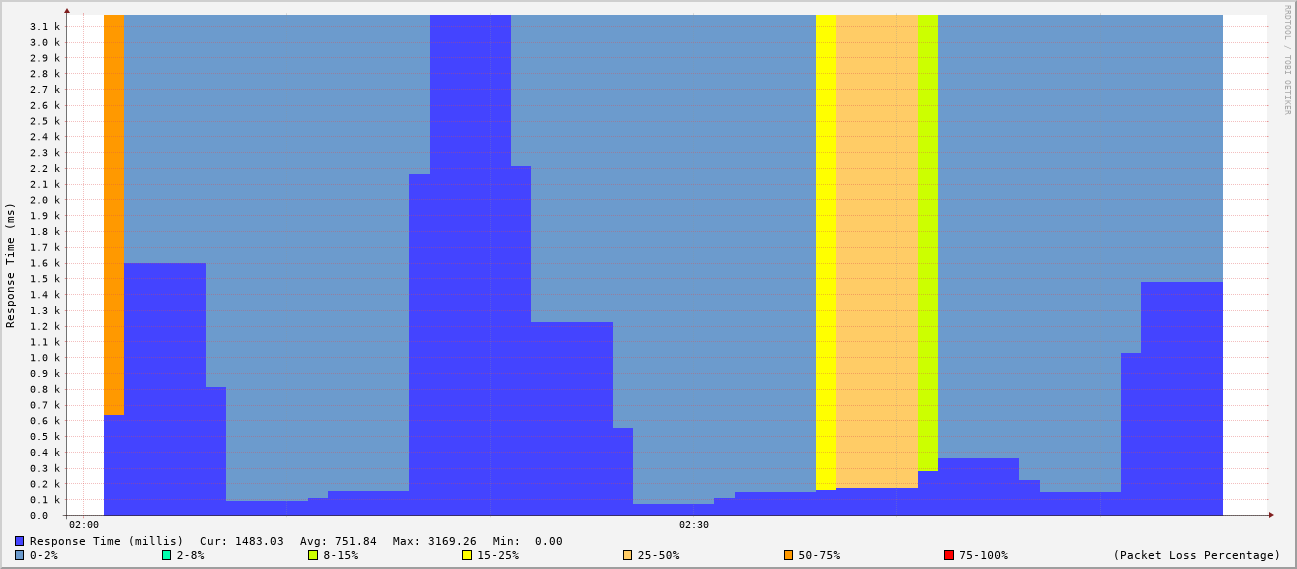 RRDTOOL / TOBI OETIKER
Response Time (ms)
3.1 k
3.0 k
2.9 k
2.8 k
2.7 k
2.6 k
2.5 k
2.4 k
2.3 k
2.2 k
2.1 k
2.0 k
1.9 k
1.8 k
1.7 k
1.6 k
1.5 k
1.4 k
1.3 k
1.2 k
1.1 k
1.0 k
0.9 k
0.8 k
0.7 k
0.6 k
0.5 k
0.4 k
0.3 k
0.2 k
0.1 k
0.0
02:00 02:30
Response Time (millis) Cur: 1483.03 Avg: 751.84 Max: 3169.26 Min: 0.00
0-2% 2-8% 8-15% 15-25% 25-50% 50-75% 75-100% (Packet Loss Percentage)